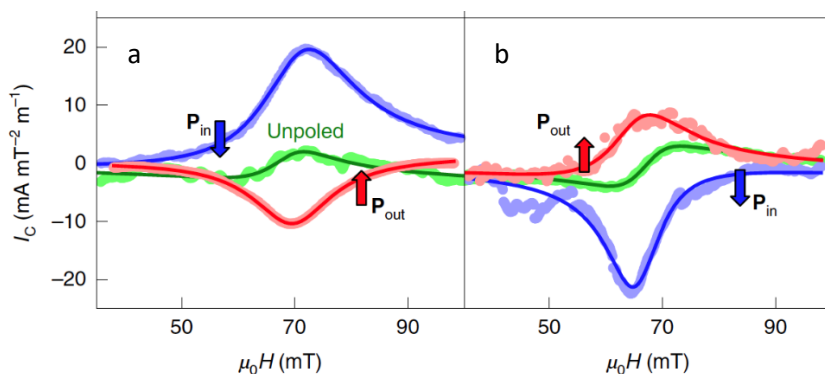 a
b
20
10
0
−10
−20
I_C (mA mT⁻² m⁻¹)
P_in
Unpoled
P_out
P_out
P_in
50
70
90
50
70
90
μ₀H (mT)
μ₀H (mT)